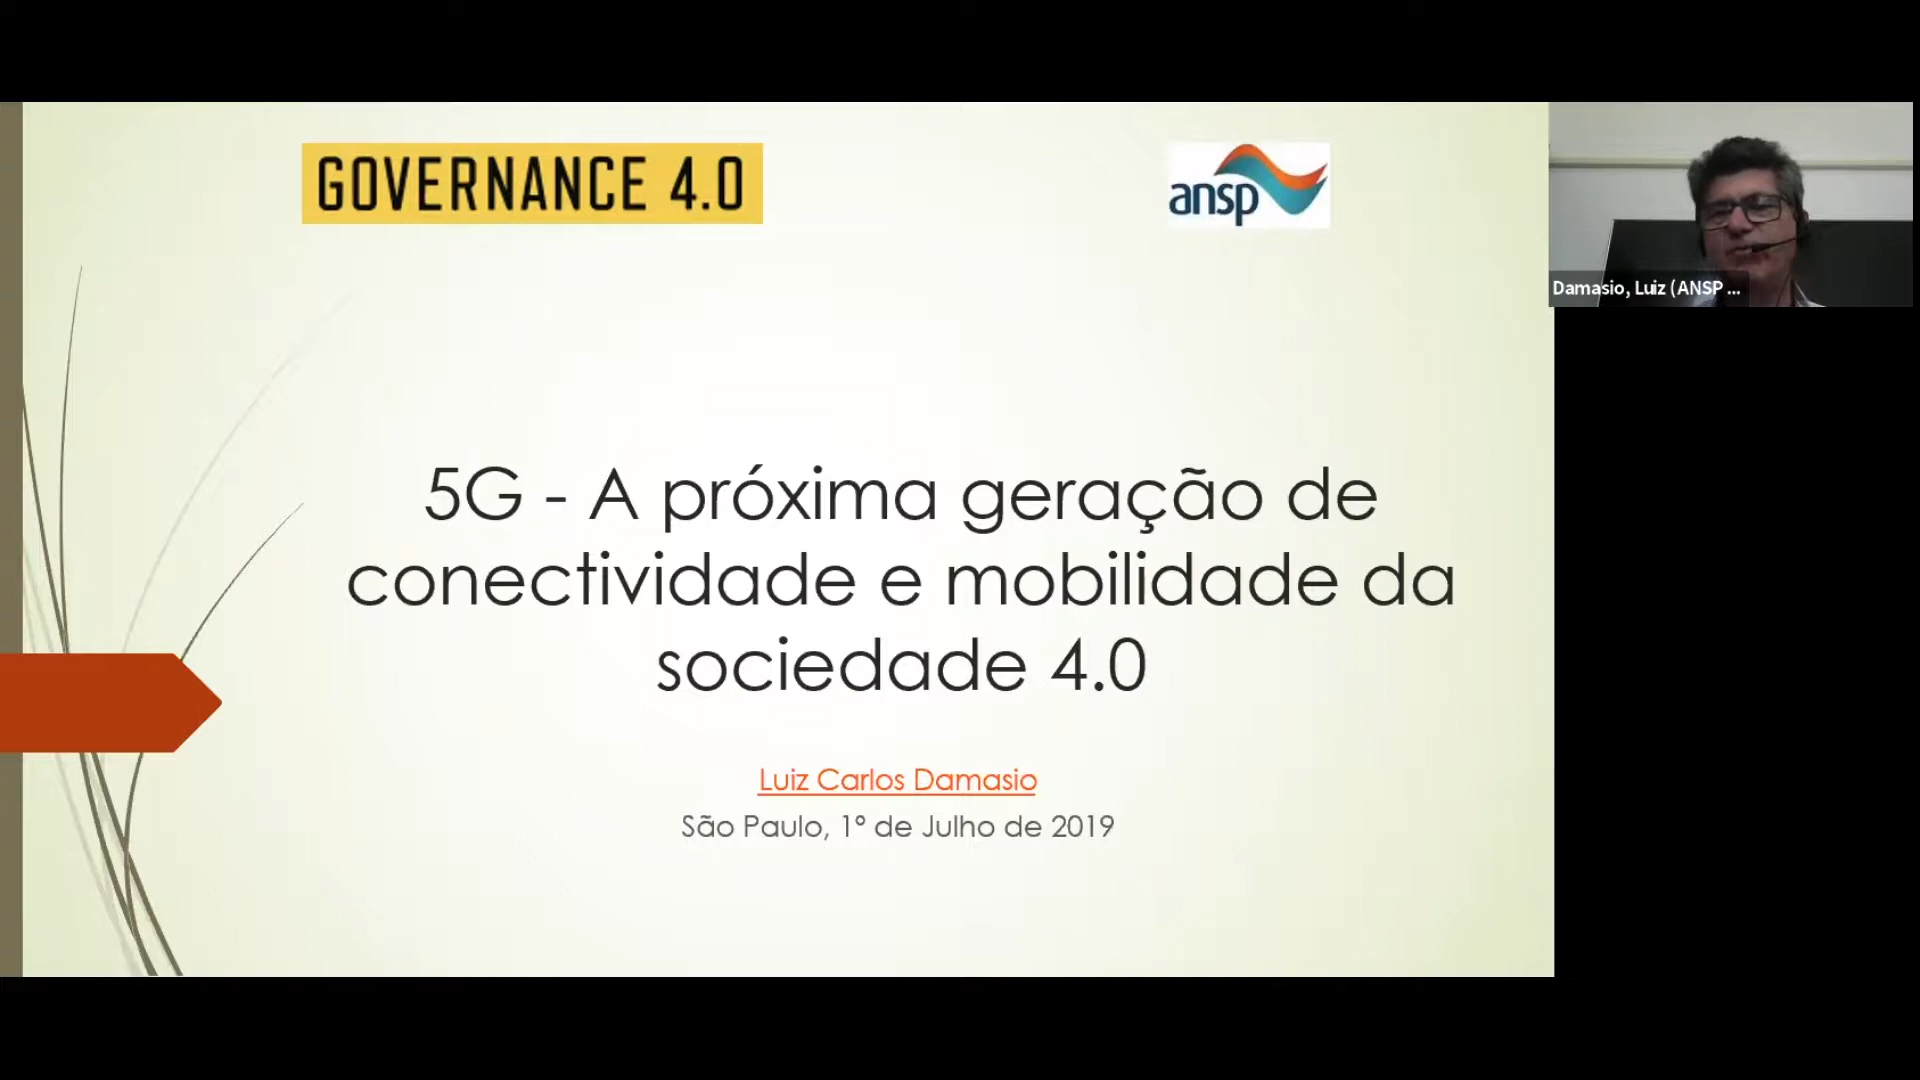 GOVERNANCE 4.0
ansp
Damasio, Luiz (ANSP ...
5G - A próxima geração de
conectividade e mobilidade da
sociedade 4.0
Luiz Carlos Damasio
São Paulo, 1º de Julho de 2019